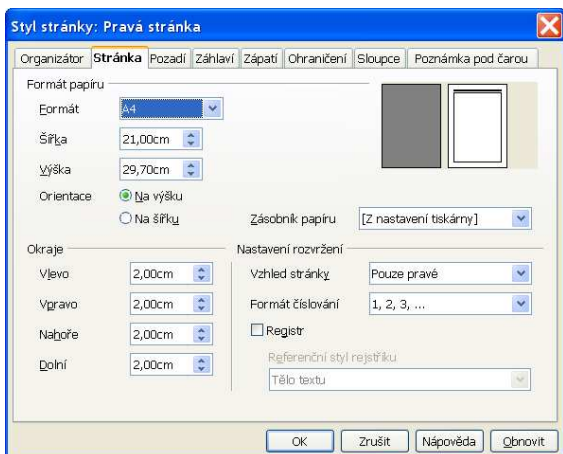 Styl stránky: Pravá stránka
Organizátor Stránka Pozadí Záhlaví Zápatí Ohraničení Sloupce Poznámka pod čarou
Formát papíru
Formát A4
Šířka 21,00cm
Výška 29,70cm
Orientace Na výšku
Na šířku Zásobník papíru [Z nastavení tiskárny]
Okraje Nastavení rozvržení
Vlevo 2,00cm Vzhled stránky Pouze pravé
Vpravo 2,00cm Formát číslování 1, 2, 3, ...
Nahoře 2,00cm Registr
Dolní 2,00cm Referenční styl rejstříku
Tělo textu
OK Zrušit Nápověda Obnovit